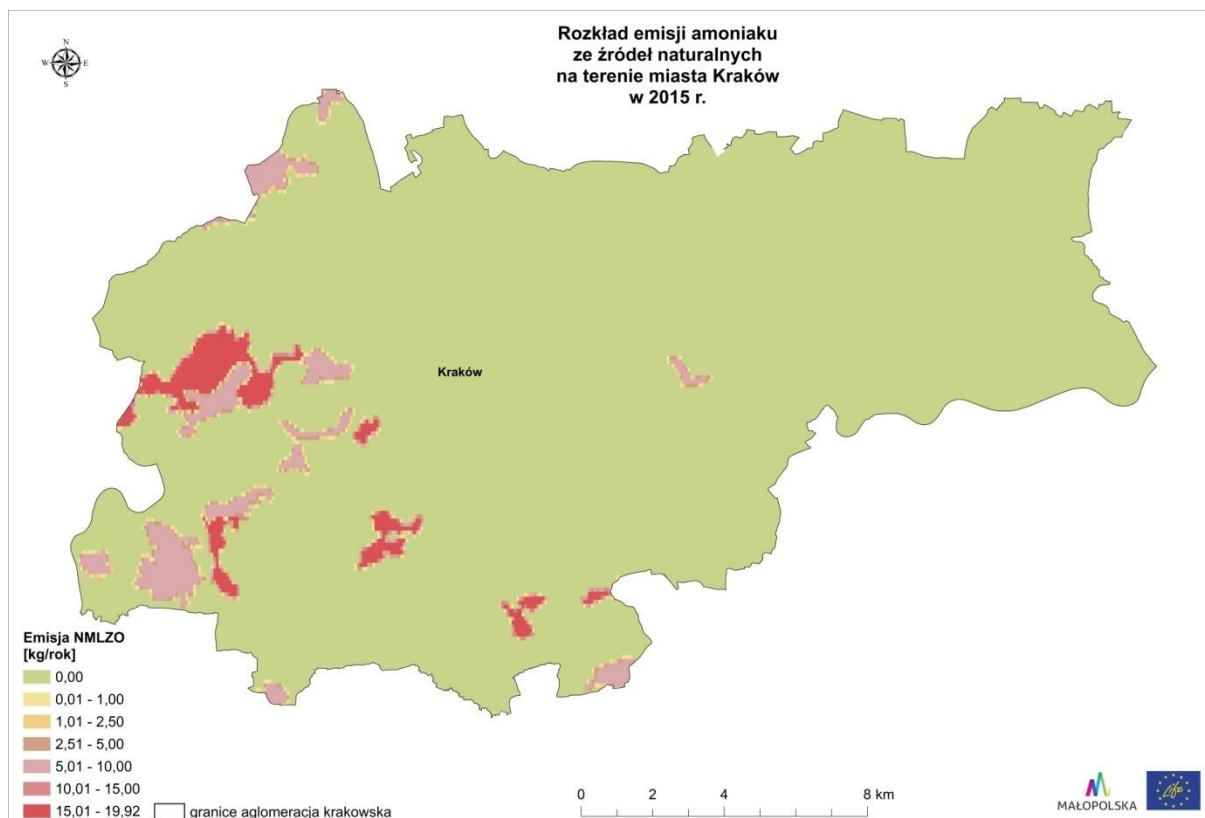 Rozkład emisji amoniaku
ze źródeł naturalnych
na terenie miasta Kraków
w 2015 r.
N
W E
S
Kraków
Emisja NMLZO
[kg/rok]
0,00
0,01 - 1,00
1,01 - 2,50
2,51 - 5,00
5,01 - 10,00
10,01 - 15,00
15,01 - 19,92
granice aglomeracja krakowska
0 2 4 8 km
MAŁOPOLSKA
Life